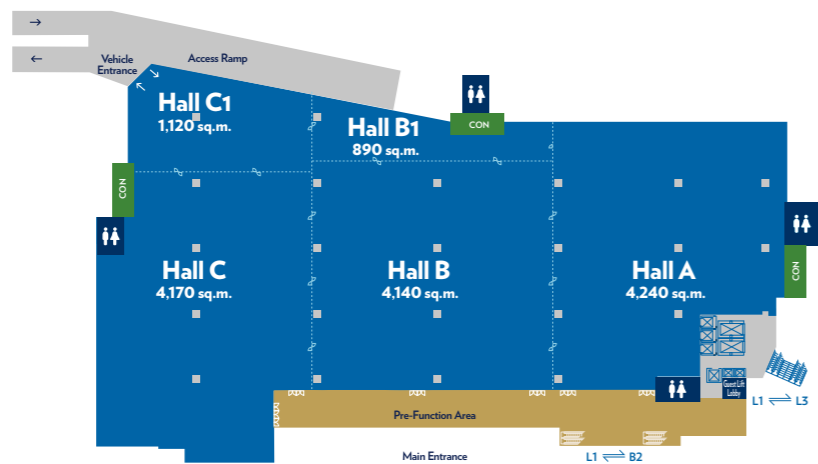 Vehicle
Entrance
Access Ramp
Hall C1
1,120 sq.m.
Hall B1
890 sq.m.
CON
CON
Hall C
4,170 sq.m.
Hall B
4,140 sq.m.
Hall A
4,240 sq.m.
CON
Guest Lift
Lobby
L1 ⇌ L3
Pre-Function Area
Main Entrance
L1 ⇌ B2